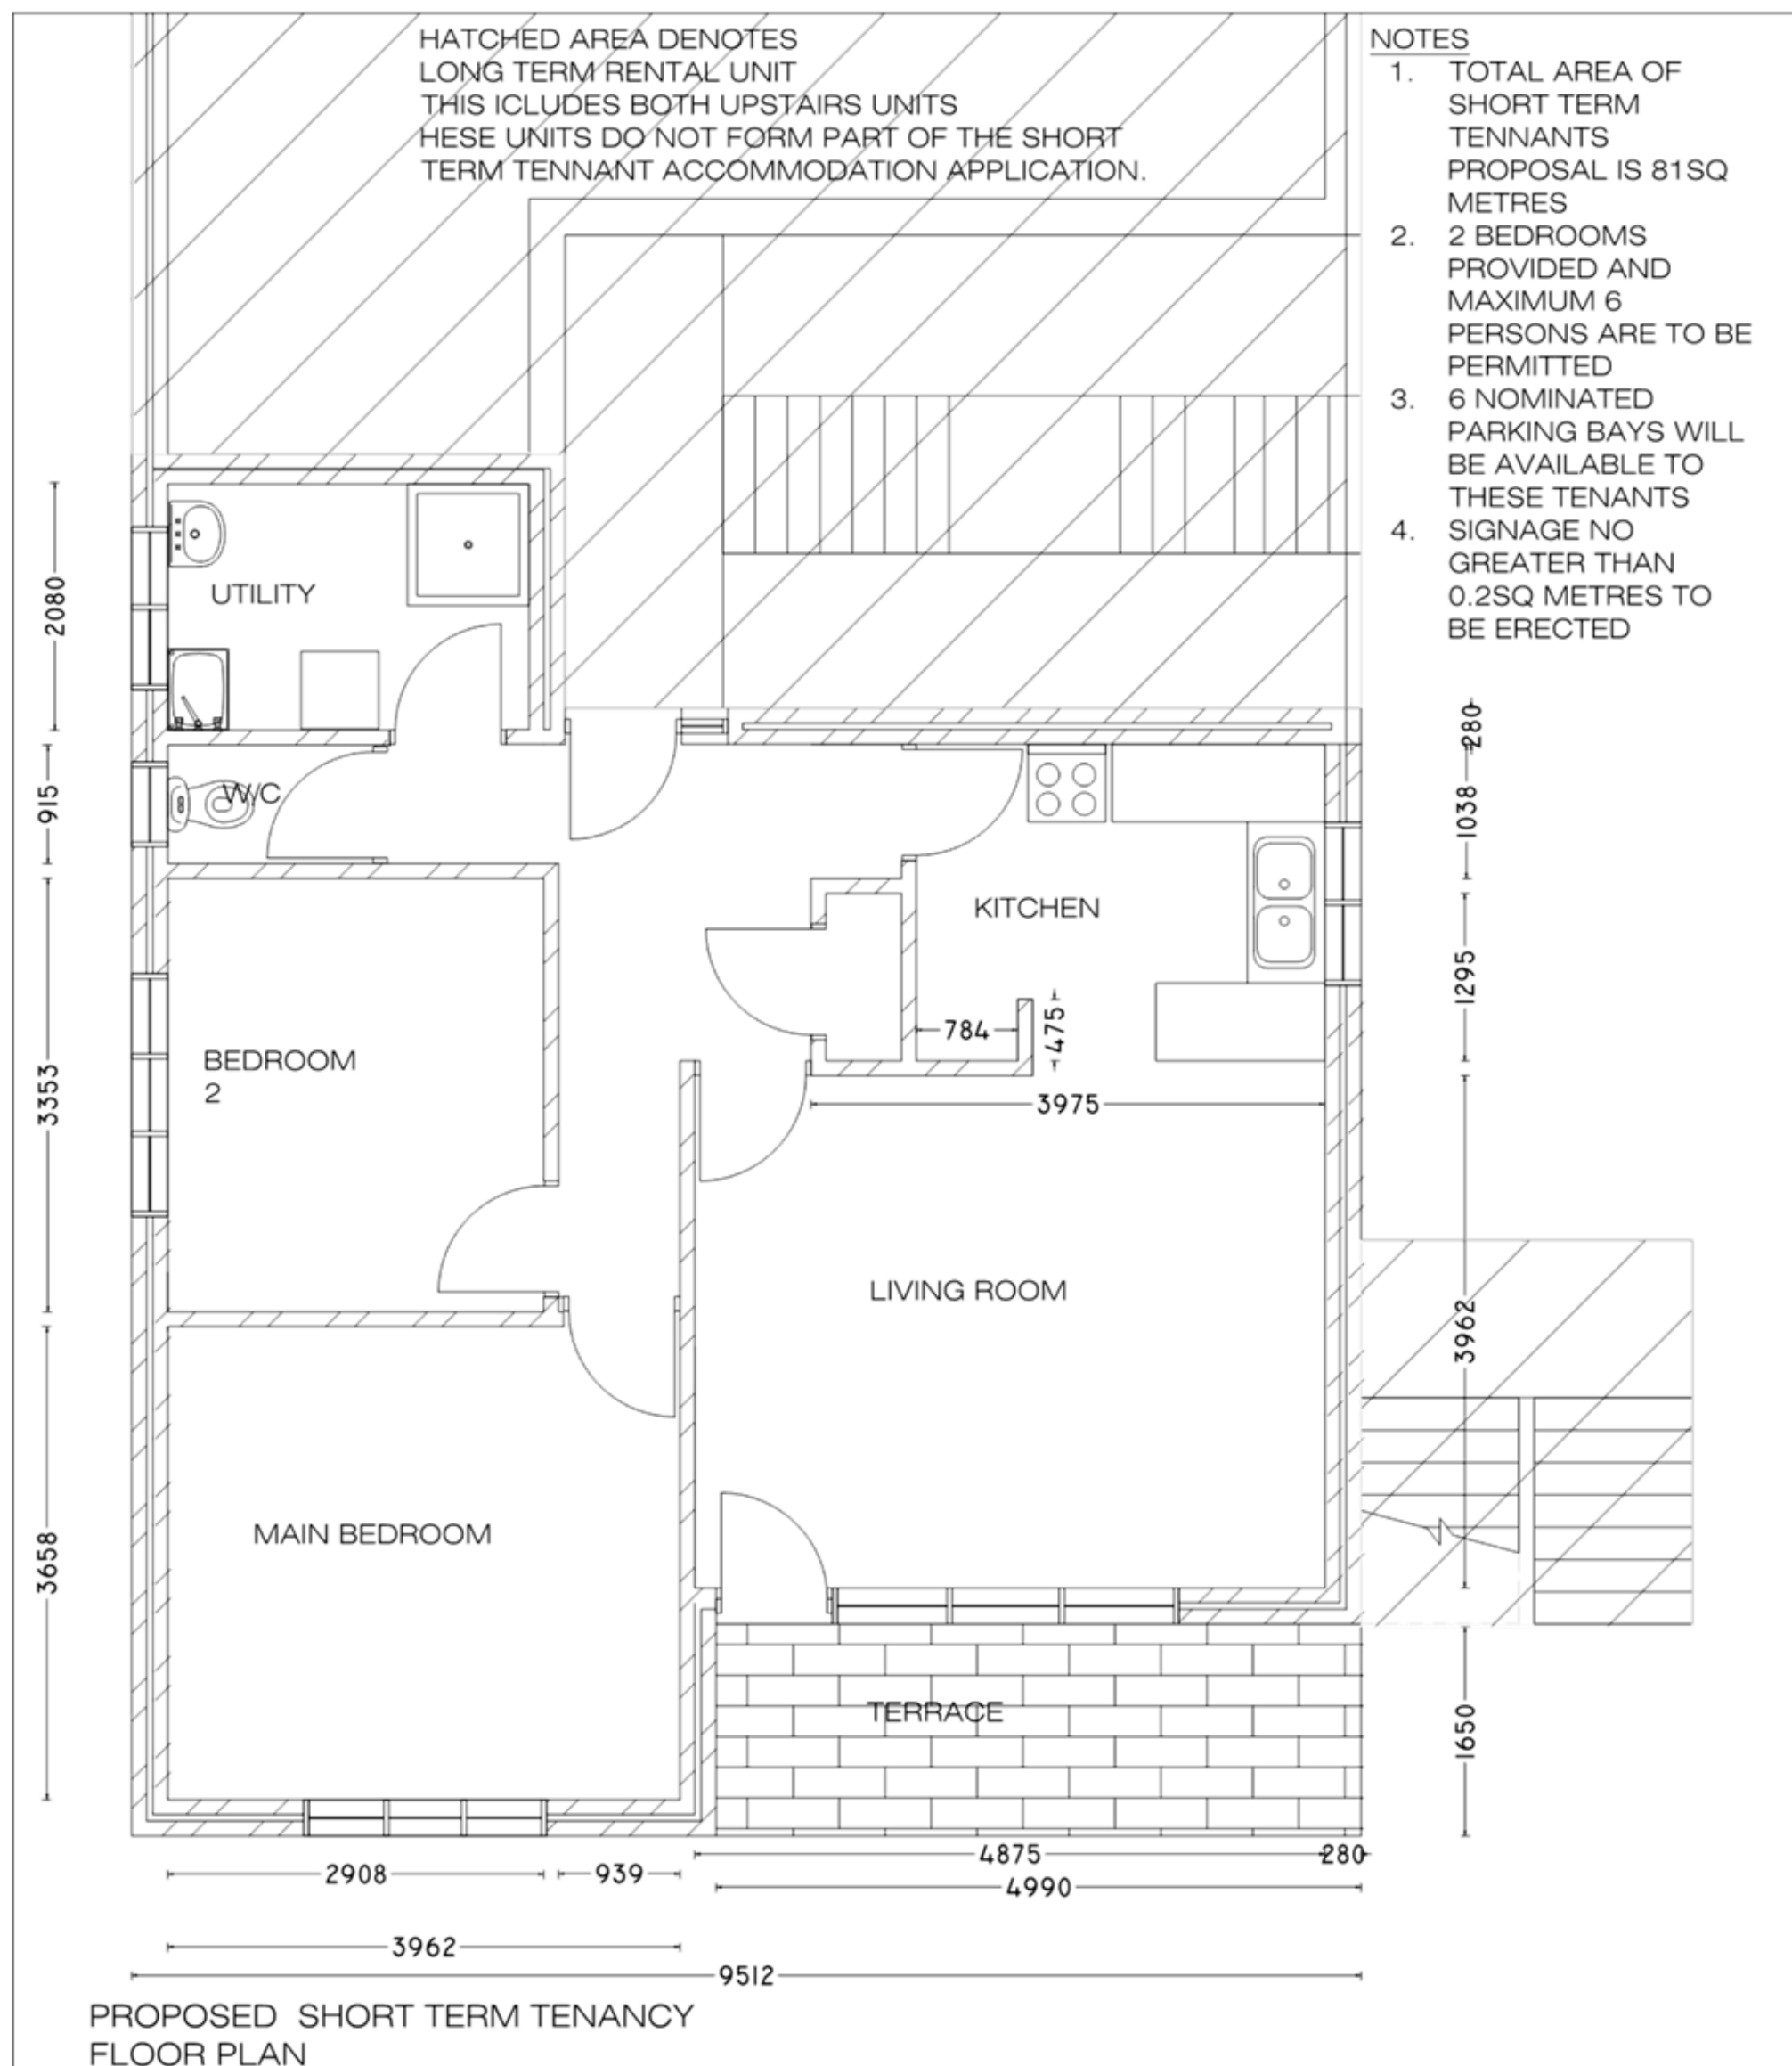 HATCHED AREA DENOTES
LONG TERM RENTAL UNIT
THIS ICLUDES BOTH UPSTAIRS UNITS
HESE UNITS DO NOT FORM PART OF THE SHORT
TERM TENNANT ACCOMMODATION APPLICATION.
NOTES
1. TOTAL AREA OF
SHORT TERM
TENNANTS
PROPOSAL IS 81SQ
METRES
2. 2 BEDROOMS
PROVIDED AND
MAXIMUM 6
PERSONS ARE TO BE
PERMITTED
3. 6 NOMINATED
PARKING BAYS WILL
BE AVAILABLE TO
THESE TENANTS
4. SIGNAGE NO
GREATER THAN
0.2SQ METRES TO
BE ERECTED
2080
UTILITY
280
915
W/C
1038
KITCHEN
1295
784
475
3353
BEDROOM
2
3975
LIVING ROOM
3962
3658
MAIN BEDROOM
TERRACE
1650
4875
280
2908
939
4990
3962
9512
PROPOSED SHORT TERM TENANCY
FLOOR PLAN